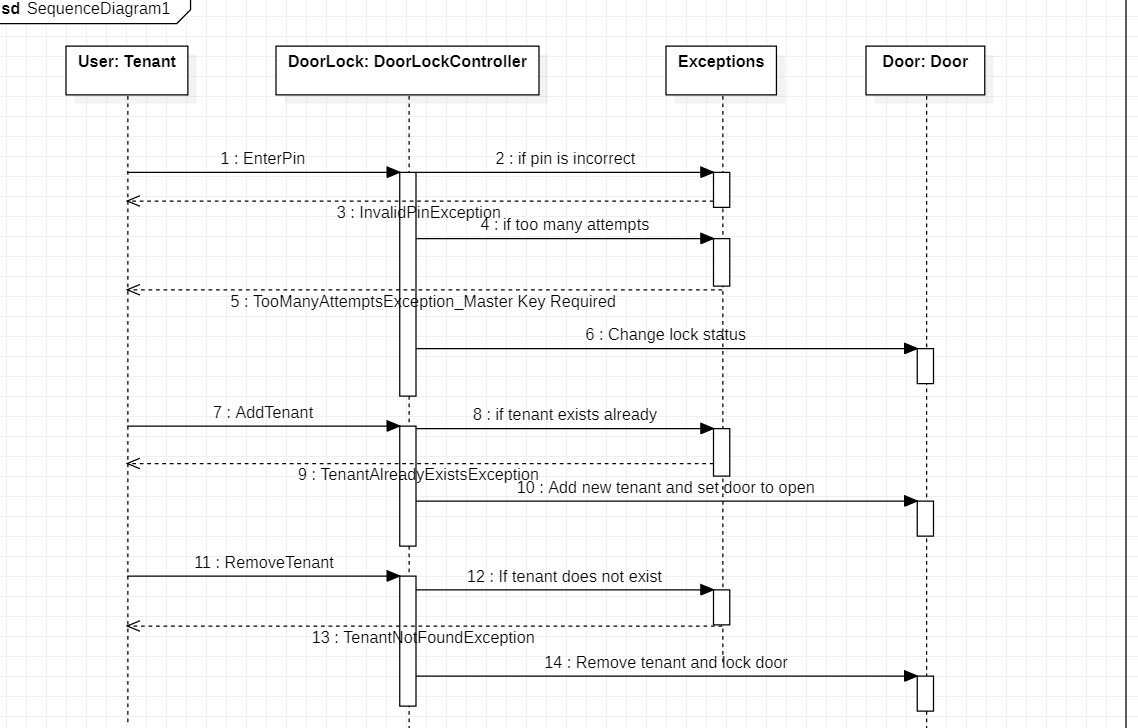 sd SequenceDiagram1
User: Tenant
DoorLock: DoorLockController
Exceptions
Door: Door
1 : EnterPin
2 : if pin is incorrect
3 : InvalidPinException
4 : if too many attempts
5 : TooManyAttemptsException_Master Key Required
6 : Change lock status
7 : AddTenant
8 : if tenant exists already
9 : TenantAlreadyExistsException
10 : Add new tenant and set door to open
11 : RemoveTenant
12 : If tenant does not exist
13 : TenantNotFoundException
14 : Remove tenant and lock door